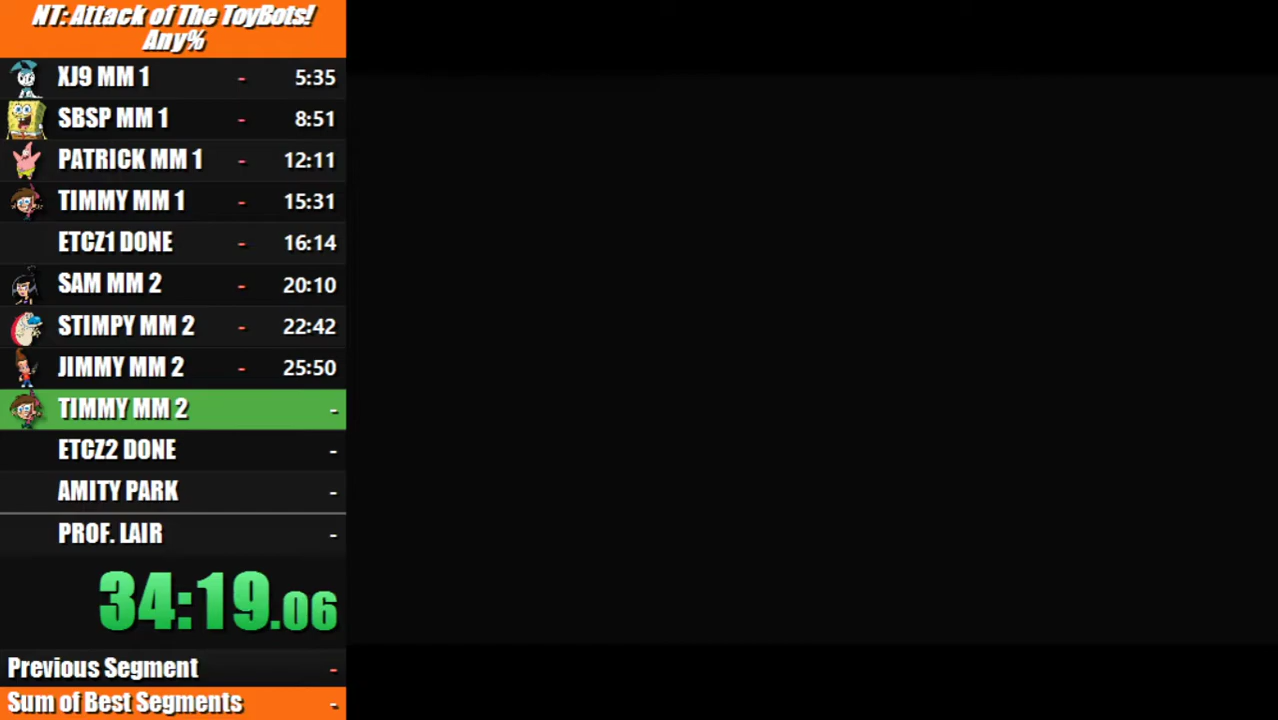 NT: Attack of The ToyBots!
Any%
XJ9 MM 1 - 5:35
SBSP MM 1 - 8:51
PATRICK MM 1 - 12:11
TIMMY MM 1 - 15:31
ETCZ1 DONE - 16:14
SAM MM 2 - 20:10
STIMPY MM 2 - 22:42
JIMMY MM 2 - 25:50
TIMMY MM 2 -
ETCZ2 DONE -
AMITY PARK -
PROF. LAIR -
34:19.06
Previous Segment -
Sum of Best Segments -